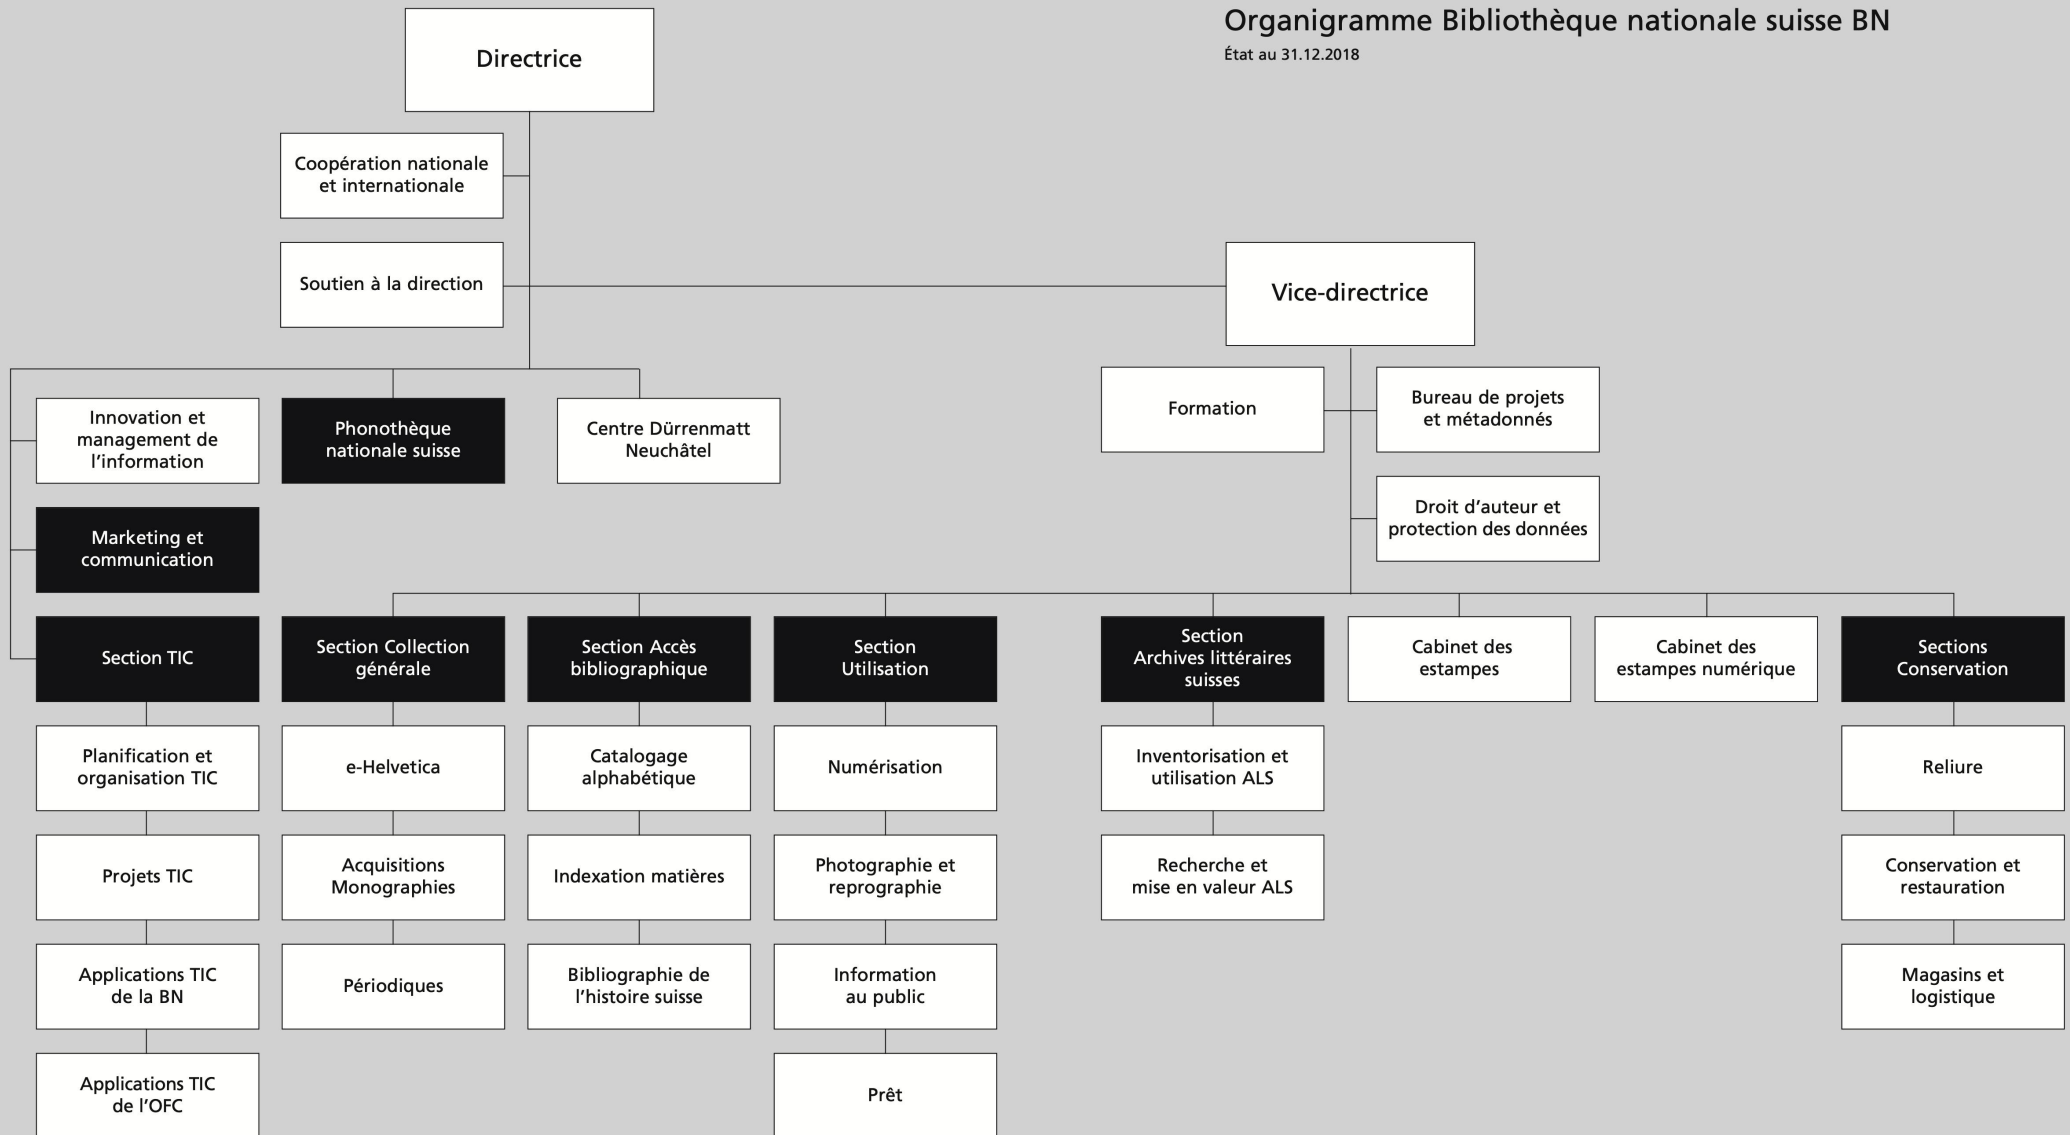 Organigramme Bibliothèque nationale suisse BN
État au 31.12.2018
Directrice
Coopération nationale
et internationale
Soutien à la direction
Vice-directrice
Formation
Bureau de projets
et métadonnés
Droit d'auteur et
protection des données
Innovation et
management de
l'information
Phonothèque
nationale suisse
Centre Dürrenmatt
Neuchâtel
Marketing et
communication
Section TIC
Planification et
organisation TIC
Projets TIC
Applications TIC
de la BN
Applications TIC
de l'OFC
Section Collection
générale
e-Helvetica
Acquisitions
Monographies
Périodiques
Section Accès
bibliographique
Catalogage
alphabétique
Indexation matières
Bibliographie de
l'histoire suisse
Section
Utilisation
Numérisation
Photographie et
reprographie
Information
au public
Prêt
Section
Archives littéraires
suisses
Inventorisation et
utilisation ALS
Recherche et
mise en valeur ALS
Cabinet des
estampes
Cabinet des
estampes numérique
Sections
Conservation
Reliure
Conservation et
restauration
Magasins et
logistique